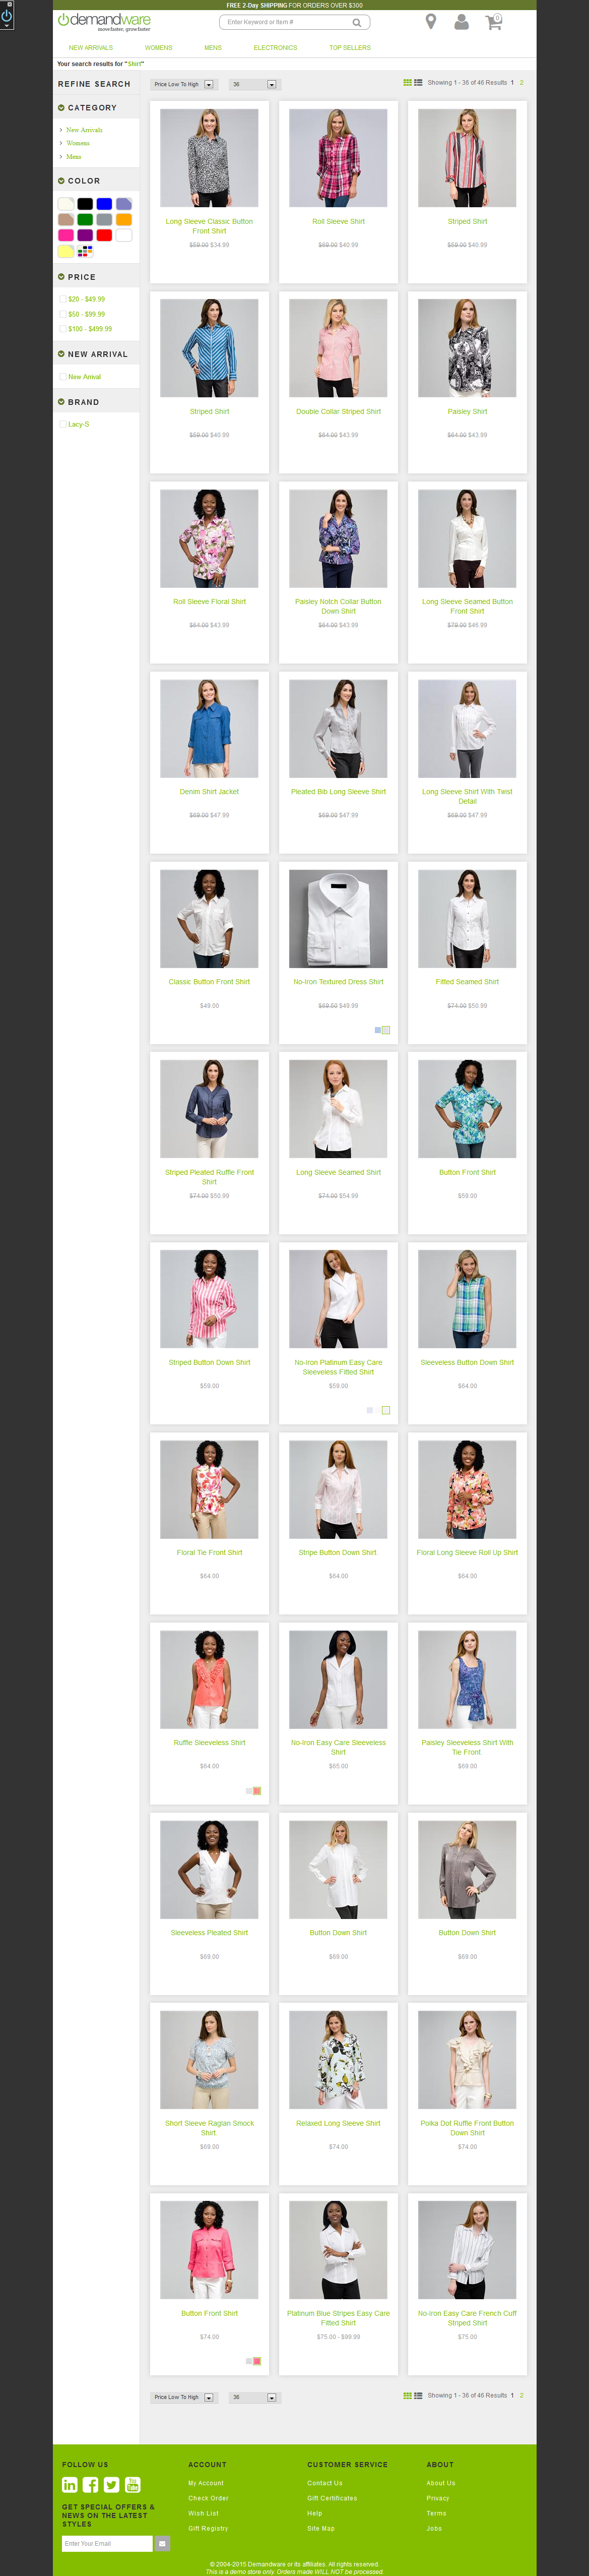 FREE 2-Day SHIPPING FOR ORDERS OVER $300
demandware
move faster, grow faster
Enter Keyword or Item #
0
NEW ARRIVALS WOMENS MENS ELECTRONICS TOP SELLERS
Your search results for "Shirt"
REFINE SEARCH
CATEGORY
New Arrivals
Womens
Mens
COLOR
PRICE
$20 - $49.99
$50 - $99.99
$100 - $499.99
NEW ARRIVAL
New Arrival
BRAND
Lacy-S
Price Low To High 36 Showing 1 - 36 of 46 Results 1 2
Long Sleeve Classic Button
Front Shirt
$59.00 $34.99
Roll Sleeve Shirt
$69.00 $40.99
Striped Shirt
$59.00 $40.99
Striped Shirt
$59.00 $40.99
Double Collar Striped Shirt
$64.00 $43.99
Paisley Shirt
$64.00 $43.99
Roll Sleeve Floral Shirt
$64.00 $43.99
Paisley Notch Collar Button
Down Shirt
$64.00 $43.99
Long Sleeve Seamed Button
Front Shirt
$79.00 $46.99
Denim Shirt Jacket
$69.00 $47.99
Pleated Bib Long Sleeve Shirt
$69.00 $47.99
Long Sleeve Shirt With Twist
Detail
$69.00 $47.99
Classic Button Front Shirt
$49.00
No-Iron Textured Dress Shirt
$69.50 $49.99
Fitted Seamed Shirt
$74.00 $50.99
Striped Pleated Ruffle Front
Shirt
$74.00 $50.99
Long Sleeve Seamed Shirt
$74.00 $54.99
Button Front Shirt
$59.00
Striped Button Down Shirt
$59.00
No-Iron Platinum Easy Care
Sleeveless Fitted Shirt
$59.00
Sleeveless Button Down Shirt
$64.00
Floral Tie Front Shirt
$64.00
Stripe Button Down Shirt.
$64.00
Floral Long Sleeve Roll Up Shirt
$64.00
Ruffle Sleeveless Shirt
$64.00
No-Iron Easy Care Sleeveless
Shirt
$65.00
Paisley Sleeveless Shirt With
Tie Front.
$69.00
Sleeveless Pleated Shirt
$69.00
Button Down Shirt
$69.00
Button Down Shirt
$69.00
Short Sleeve Raglan Smock
Shirt.
$69.00
Relaxed Long Sleeve Shirt
$74.00
Polka Dot Ruffle Front Button
Down Shirt
$74.00
Button Front Shirt
$74.00
Platinum Blue Stripes Easy Care
Fitted Shirt
$75.00 - $99.99
No-Iron Easy Care French Cuff
Striped Shirt
$75.00
Price Low To High 36 Showing 1 - 36 of 46 Results 1 2
FOLLOW US
You
Tube
GET SPECIAL OFFERS &
NEWS ON THE LATEST
STYLES
Enter Your Email
ACCOUNT
My Account
Check Order
Wish List
Gift Registry
CUSTOMER SERVICE
Contact Us
Gift Certificates
Help
Site Map
ABOUT
About Us
Privacy
Terms
Jobs
© 2004-2015 Demandware or its affiliates. All rights reserved.
This is a demo store only. Orders made WILL NOT be processed.